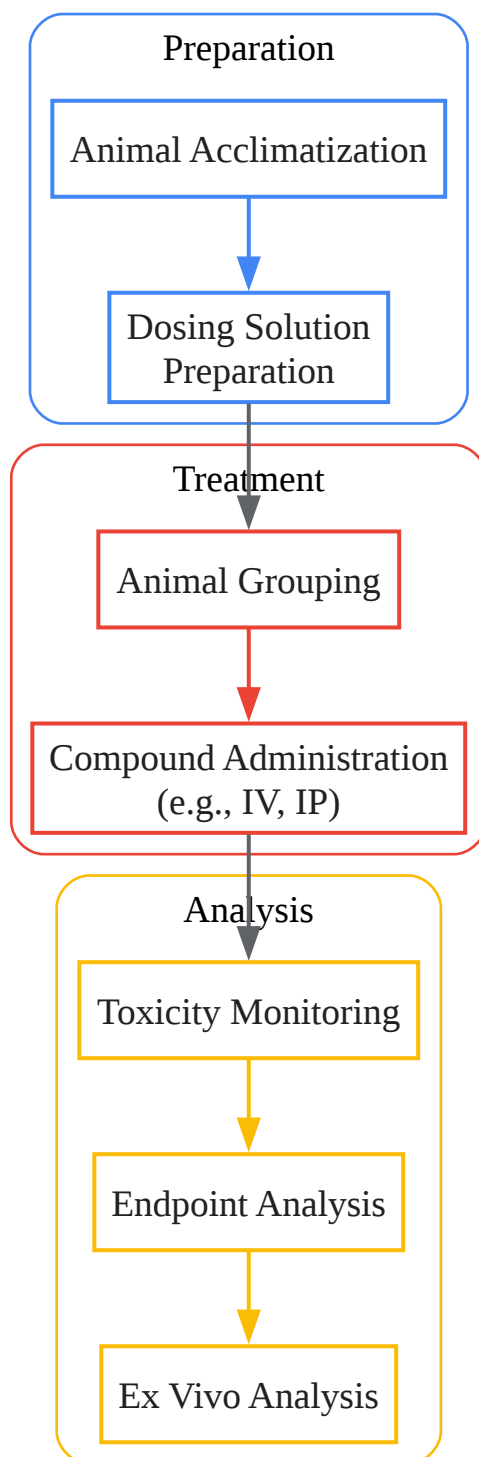 Preparation
Animal Acclimatization
Dosing Solution
Preparation
Treatment
Animal Grouping
Compound Administration
(e.g., IV, IP)
Analysis
Toxicity Monitoring
Endpoint Analysis
Ex Vivo Analysis